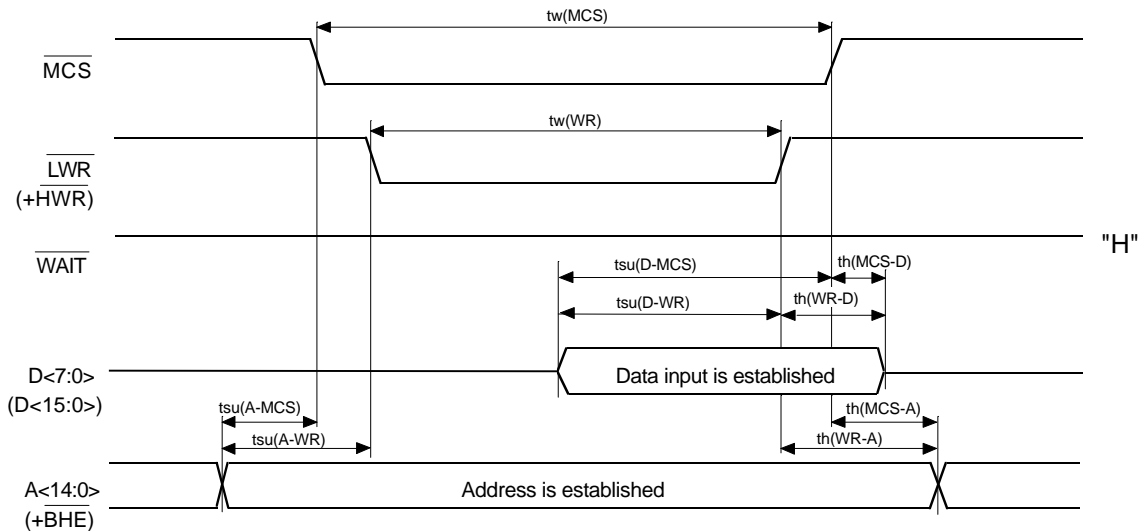 tw(MCS)
MCS
tw(WR)
LWR
(+HWR)
WAIT
"H"
tsu(D-MCS)
th(MCS-D)
tsu(D-WR)
th(WR-D)
D<7:0>
(D<15:0>)
Data input is established
tsu(A-MCS)
th(MCS-A)
tsu(A-WR)
th(WR-A)
A<14:0>
(+BHE)
Address is established